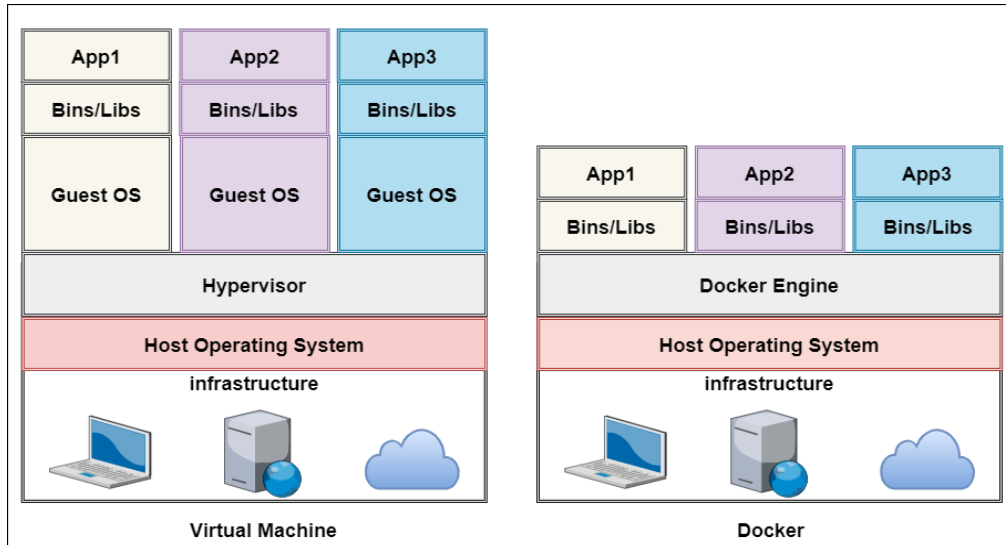 App1
App2
App3
Bins/Libs
Bins/Libs
Bins/Libs
Guest OS
Guest OS
Guest OS
Hypervisor
Host Operating System
infrastructure
Virtual Machine
App1
App2
App3
Bins/Libs
Bins/Libs
Bins/Libs
Docker Engine
Host Operating System
infrastructure
Docker